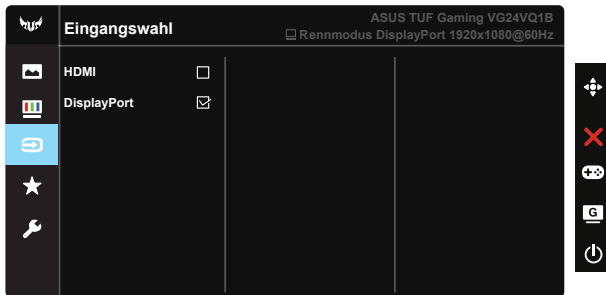 Eingangswahl
ASUS TUF Gaming VG24VQ1B
Rennmodus DisplayPort 1920x1080@60Hz
HDMI
DisplayPort
G